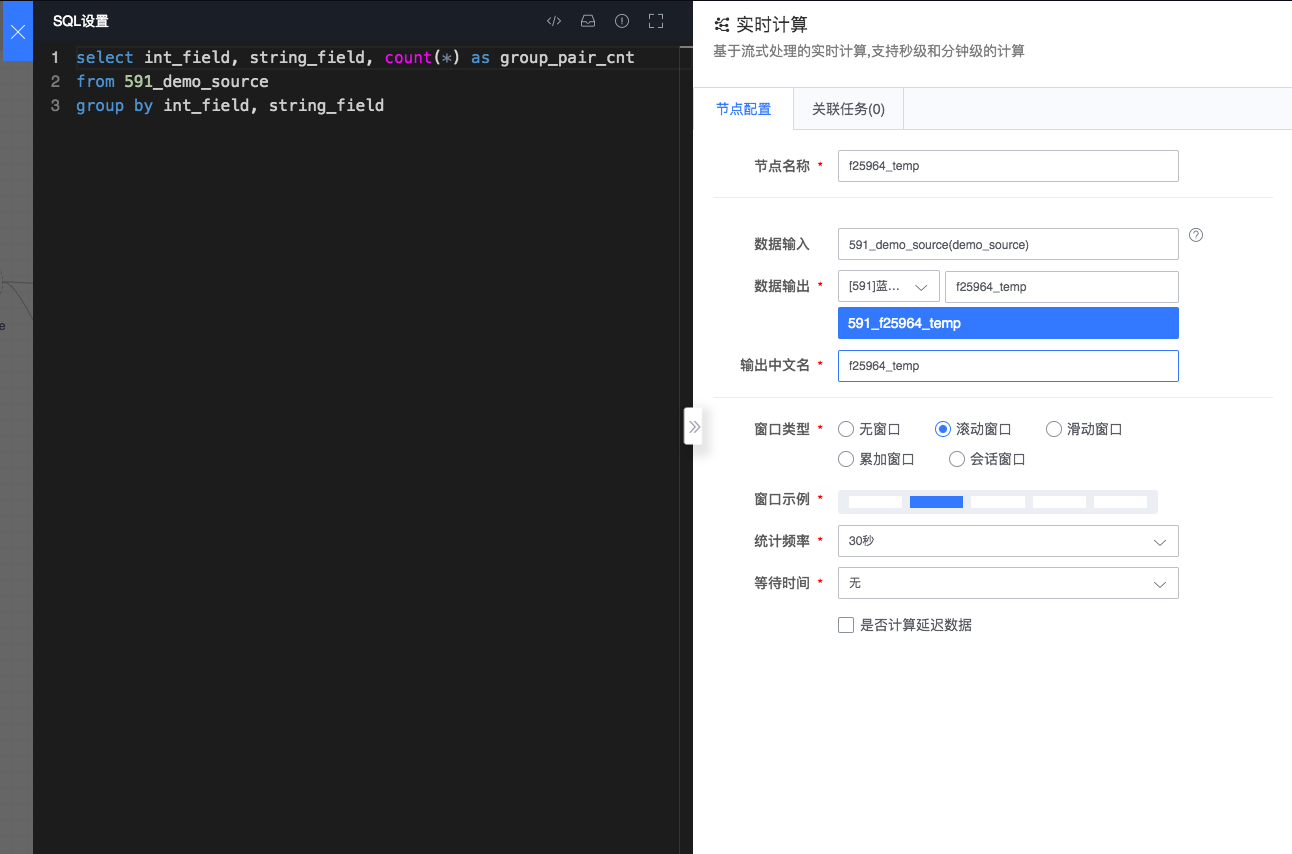 SQL设置
1 select int_field, string_field, count(*) as group_pair_cnt
2 from 591_demo_source
3 group by int_field, string_field
e
实时计算
基于流式处理的实时计算,支持秒级和分钟级的计算
节点配置 关联任务(0)
节点名称 * f25964_temp
数据输入 591_demo_source(demo_source)
数据输出 * [591]蓝... f25964_temp
591_f25964_temp
输出中文名 * f25964_temp
窗口类型 * 无窗口 滚动窗口 滑动窗口
累加窗口 会话窗口
窗口示例 *
统计频率 * 30秒
等待时间 * 无
是否计算延迟数据